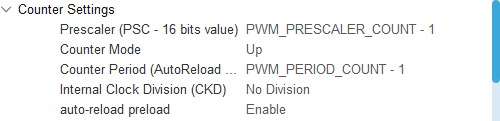 Counter Settings
Prescaler (PSC - 16 bits value) PWM_PRESCALER_COUNT - 1
Counter Mode Up
Counter Period (AutoReload ... PWM_PERIOD_COUNT - 1
Internal Clock Division (CKD) No Division
auto-reload preload Enable